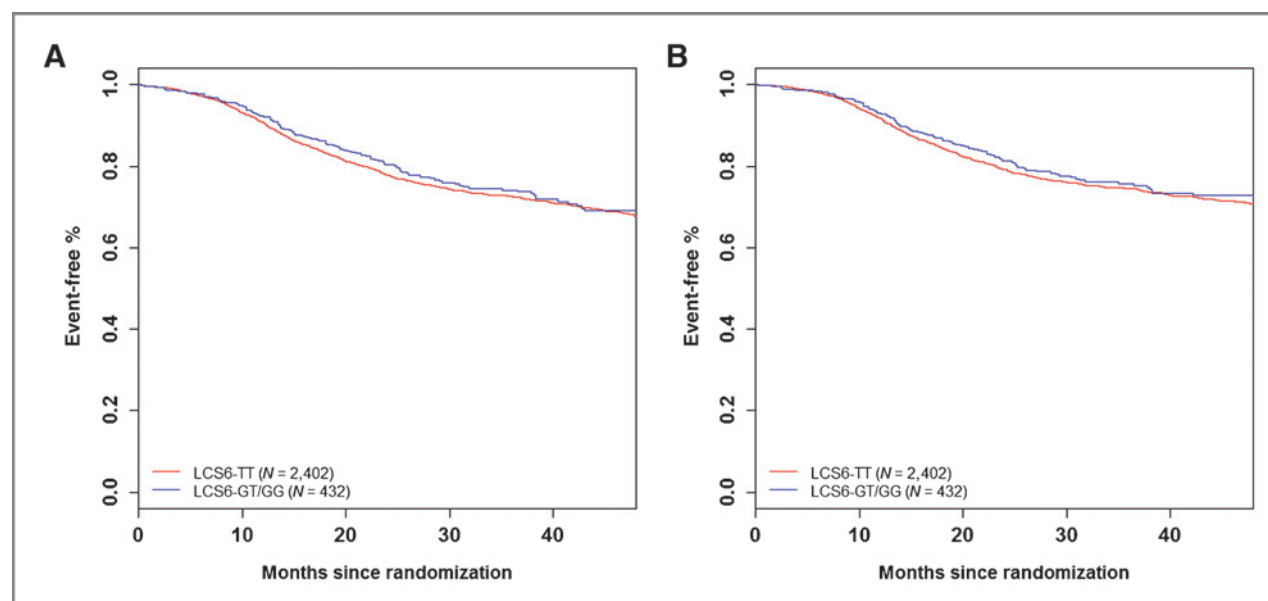 A
Event-free %
1.0
0.8
0.6
0.4
0.2
0.0
LCS6-TT (N = 2,402)
LCS6-GT/GG (N = 432)
0 10 20 30 40
Months since randomization
B
Event-free %
1.0
0.8
0.6
0.4
0.2
0.0
LCS6-TT (N = 2,402)
LCS6-GT/GG (N = 432)
0 10 20 30 40
Months since randomization